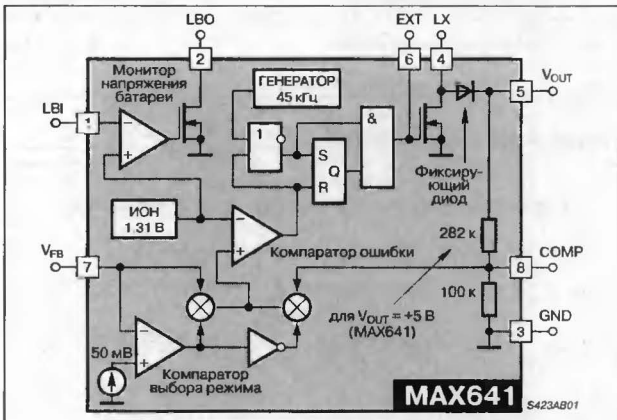 LBO
EXT
LX
2
6
4
Монитор
напряжения
батареи
ГЕНЕРАТОР
45 кГц
5
VOUT
LBI
1
−
+
1
&
S
Q
R
Фиксиру-
ющий
диод
ИОН
1,31 В
−
+
Компаратор ошибки
282 к
VFB
7
8
COMP
для VOUT = +5 В
(MAX641)
100 к
3
GND
50 мВ
−
+
Компаратор
выбора режима
MAX641
S423AB01